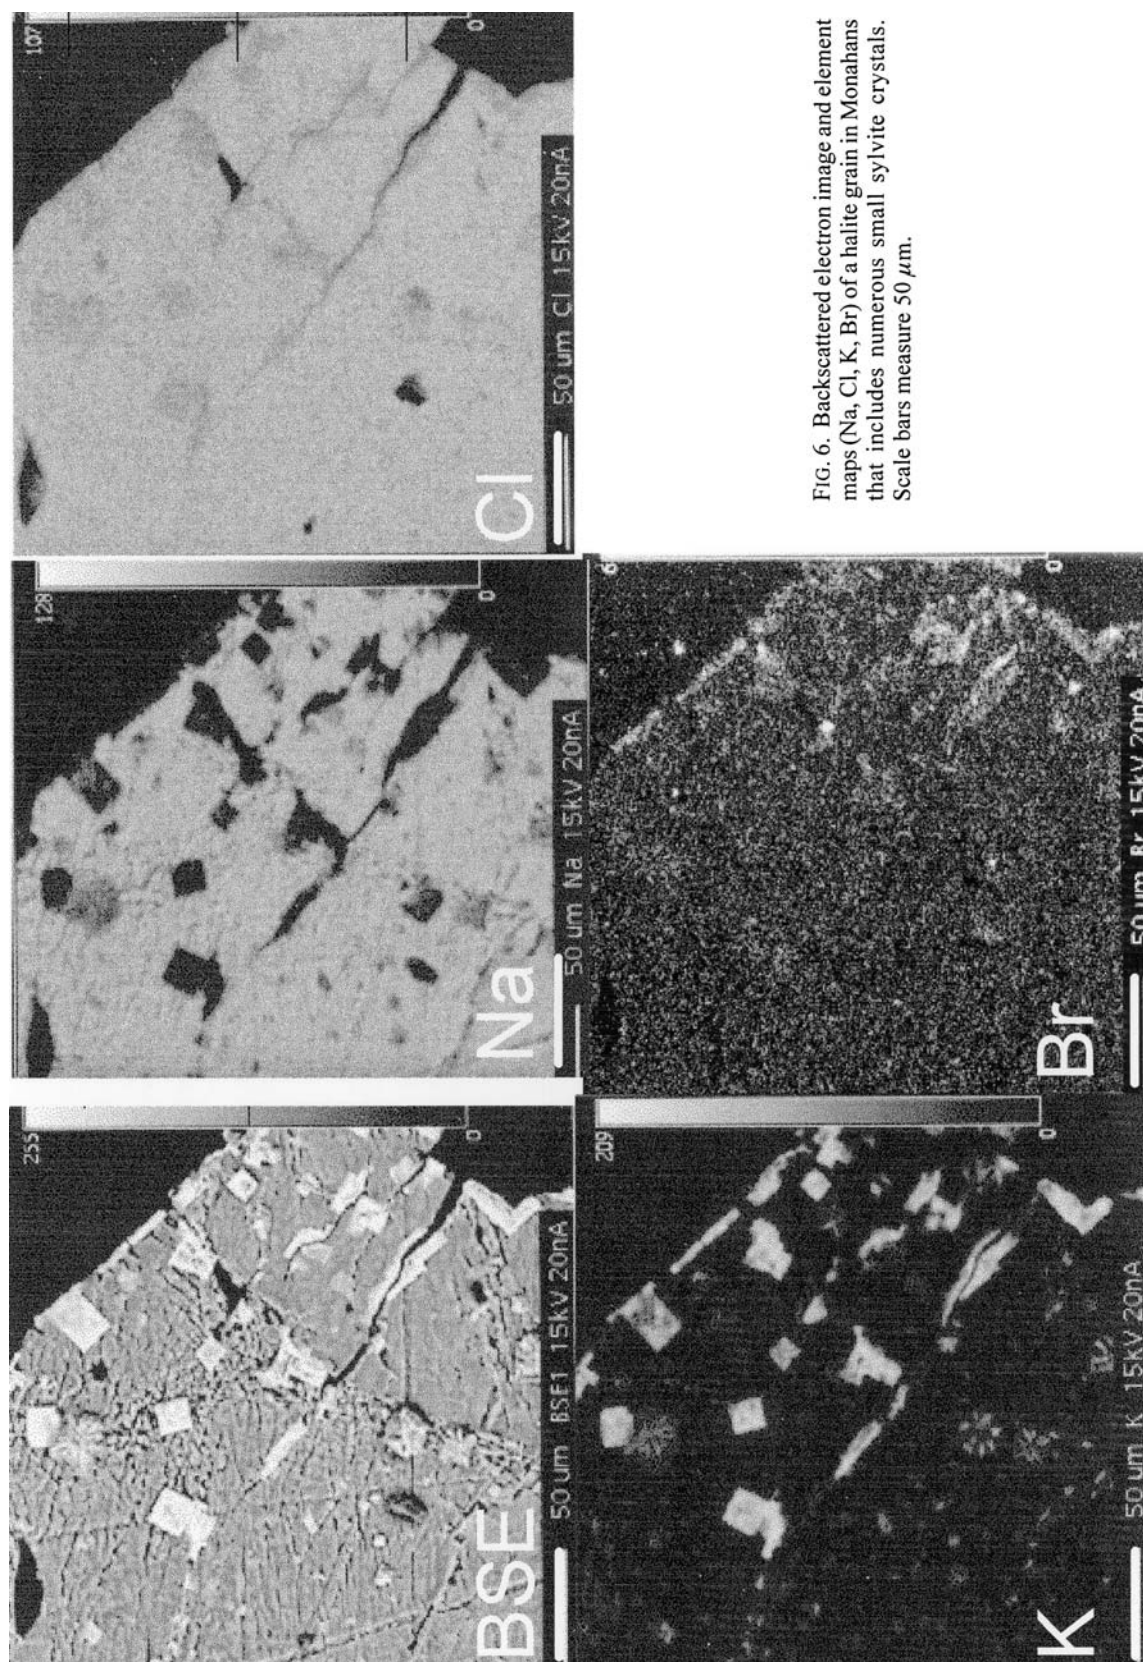 BSE
255
0
50 um BSE1 15kV 20nA
Na
128
0
50 um Na 15kV 20nA
Cl
107
0
50 um Cl 15kV 20nA
K
209
0
50 um K 15kV 20nA
Br
6
0
50 um Br 15kV 20nA
FIG. 6. Backscattered electron image and element
maps (Na, Cl, K, Br) of a halite grain in Monahans
that includes numerous small sylvite crystals.
Scale bars measure 50 μm.